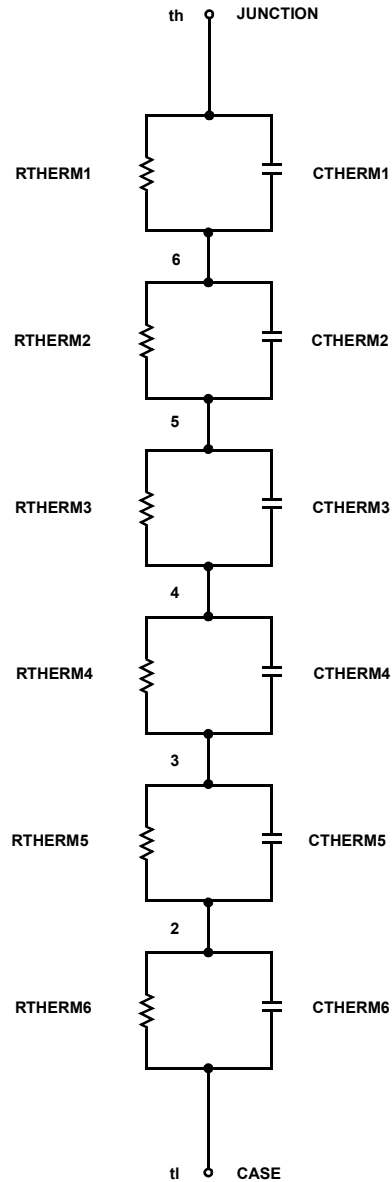 th JUNCTION
RTHERM1 CTHERM1
6
RTHERM2 CTHERM2
5
RTHERM3 CTHERM3
4
RTHERM4 CTHERM4
3
RTHERM5 CTHERM5
2
RTHERM6 CTHERM6
tl CASE